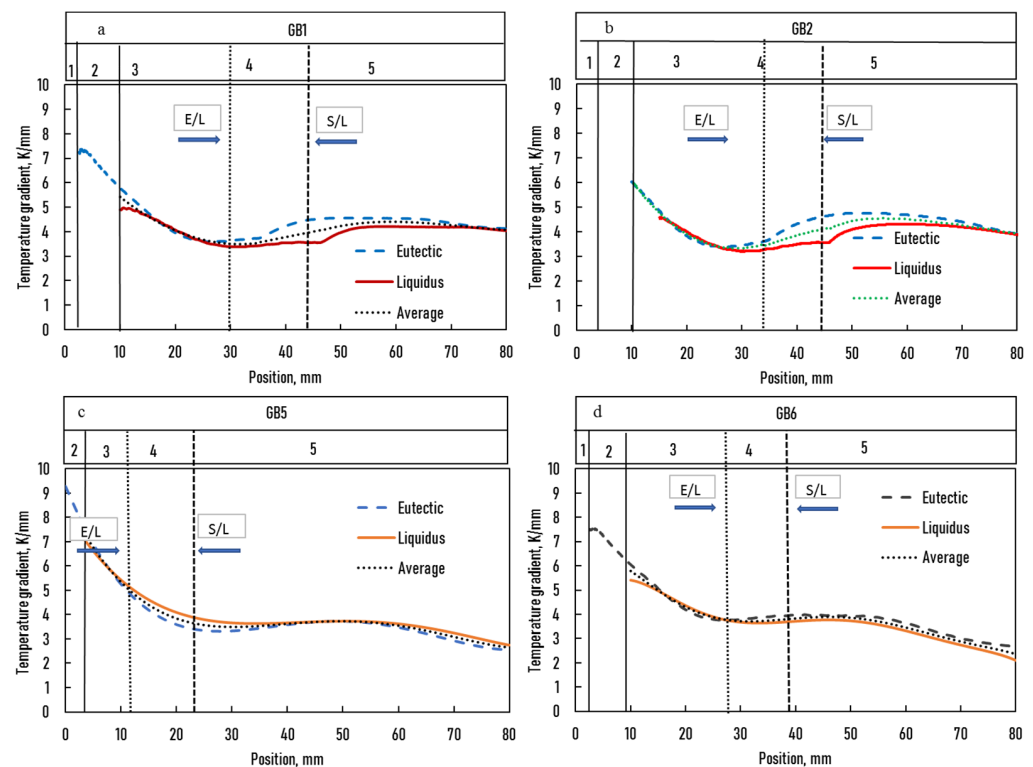 a GB1
1 2 3 4 5
Temperature gradient, K/mm
10
9
8
7
6
5
4
3
2
1
0
E/L S/L
Eutectic
Liquidus
Average
0 10 20 30 40 50 60 70 80
Position, mm
b GB2
1 2 3 4 5
Temperature gradient, K/mm
10
9
8
7
6
5
4
3
2
1
0
E/L S/L
Eutectic
Liquidus
Average
0 10 20 30 40 50 60 70 80
Position, mm
c GB5
2 3 4 5
Temperature gradient, K/mm
10
9
8
7
6
5
4
3
2
1
0
E/L S/L
Eutectic
Liquidus
Average
0 10 20 30 40 50 60 70 80
Position, mm
d GB6
1 2 3 4 5
Temperature gradient, K/mm
10
9
8
7
6
5
4
3
2
1
0
E/L S/L
Eutectic
Liquidus
Average
0 10 20 30 40 50 60 70 80
Position, mm